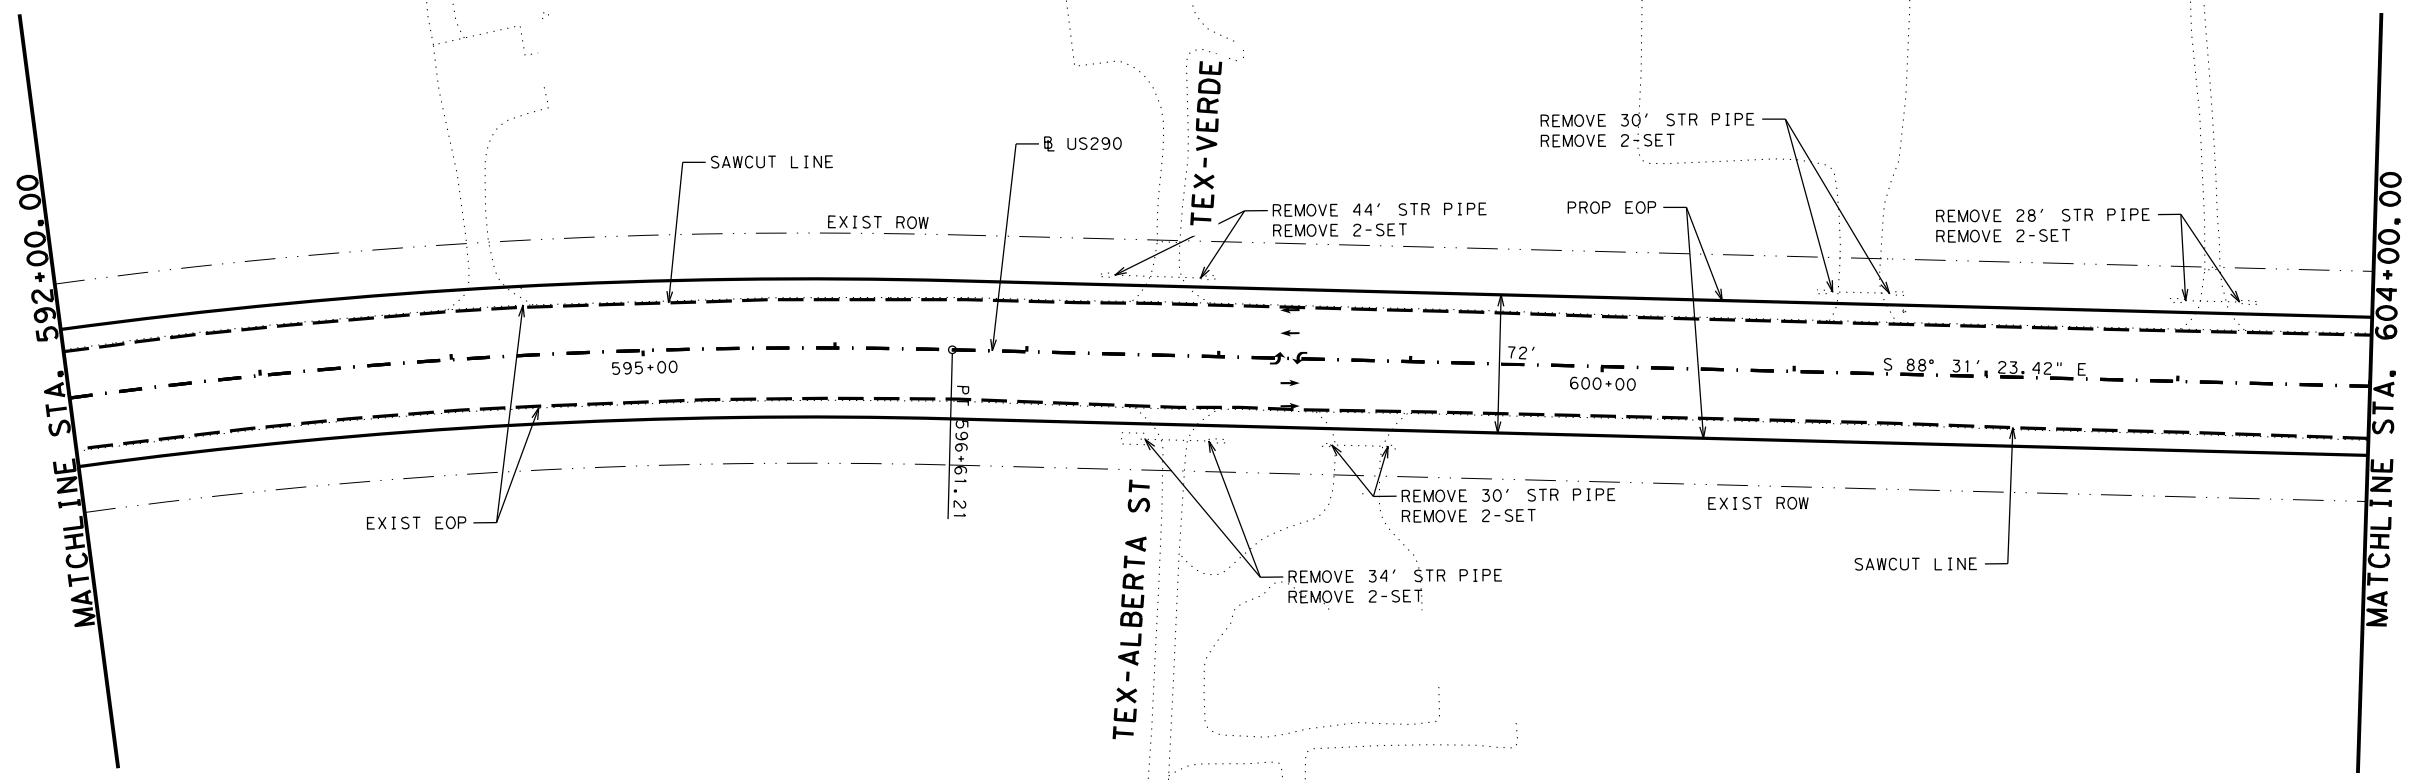 MATCHLINE STA. 592+00.00
SAWCUT LINE
EXIST ROW
℄ US290
TEX-VERDE
REMOVE 44' STR PIPE
REMOVE 2-SET
REMOVE 30' STR PIPE
REMOVE 2-SET
PROP EOP
REMOVE 28' STR PIPE
REMOVE 2-SET
595+00
PT 596+61.21
72'
600+00
S 88° 31' 23.42" E
EXIST EOP
TEX-ALBERTA ST
REMOVE 30' STR PIPE
REMOVE 2-SET
EXIST ROW
REMOVE 34' STR PIPE
REMOVE 2-SET
SAWCUT LINE
MATCHLINE STA. 604+00.00